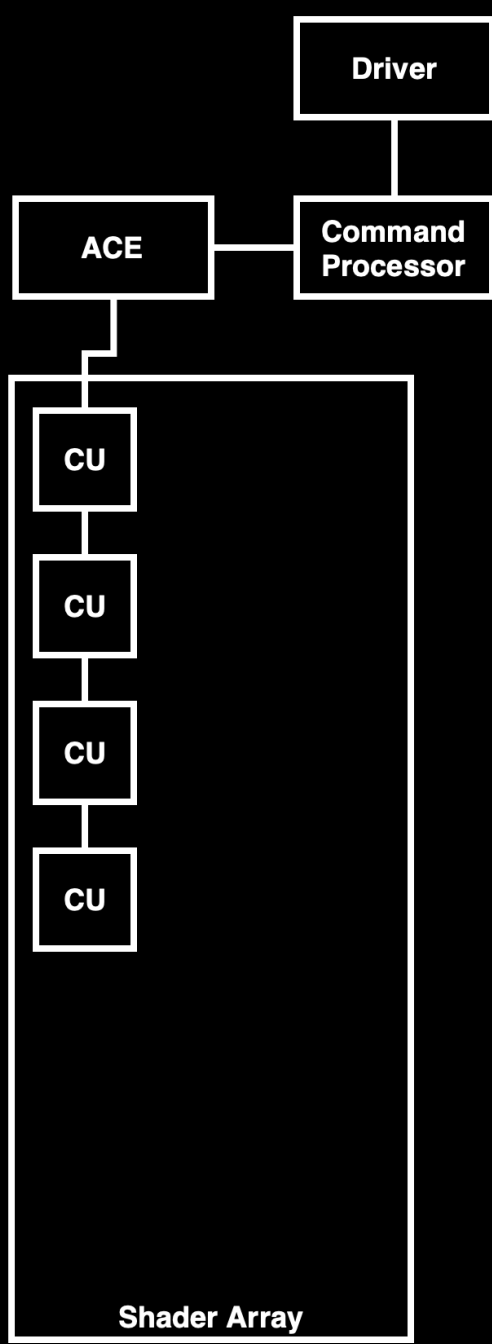 Driver
ACE
Command
Processor
CU
CU
CU
CU
Shader Array